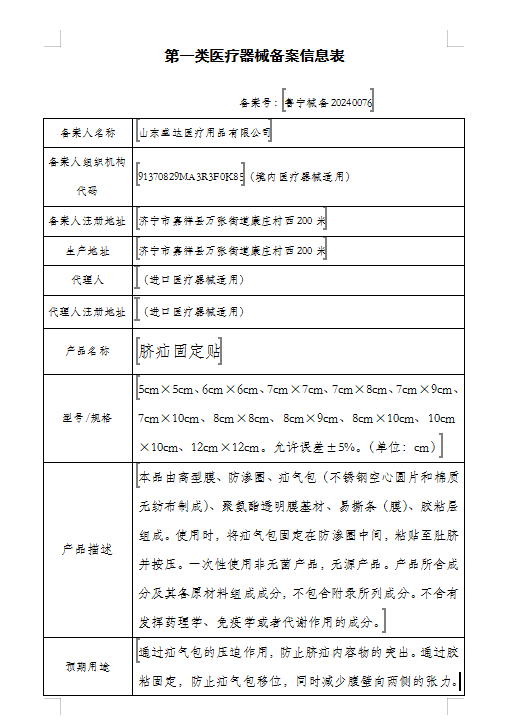 第一类医疗器械备案信息表
备案号：鲁宁械备20240076
备案人名称 山东卓达医疗用品有限公司
备案人组织机构
代码
91370829MA3R3F0K85（境内医疗器械适用）
备案人注册地址 济宁市嘉祥县万张街道康庄村西200米
生产地址 济宁市嘉祥县万张街道康庄村西200米
代理人 （进口医疗器械适用）
代理人注册地址 （进口医疗器械适用）
产品名称 脐疝固定贴
型号/规格
5cm×5cm、6cm×6cm、7cm×7cm、7cm×8cm、7cm×9cm、
7cm×10cm、8cm×8cm、8cm×9cm、8cm×10cm、10cm
×10cm、12cm×12cm。允许误差±5%。（单位：cm）
产品描述
本品由离型膜、防渗圈、疝气包（不锈钢空心圆片和棉质
无纺布制成）、聚氨酯透明膜基材、易撕条（膜）、胶粘层
组成。使用时，将疝气包固定在防渗圈中间，粘贴至肚脐
并按压。一次性使用非无菌产品，无源产品。产品所含成
分及其各原材料组成成分，不包含附录所列成分。不含有
发挥药理学、免疫学或者代谢作用的成分。
预期用途
通过疝气包的压迫作用，防止脐疝内容物的突出。通过胶
粘固定，防止疝气包移位，同时减少腹壁向两侧的张力。